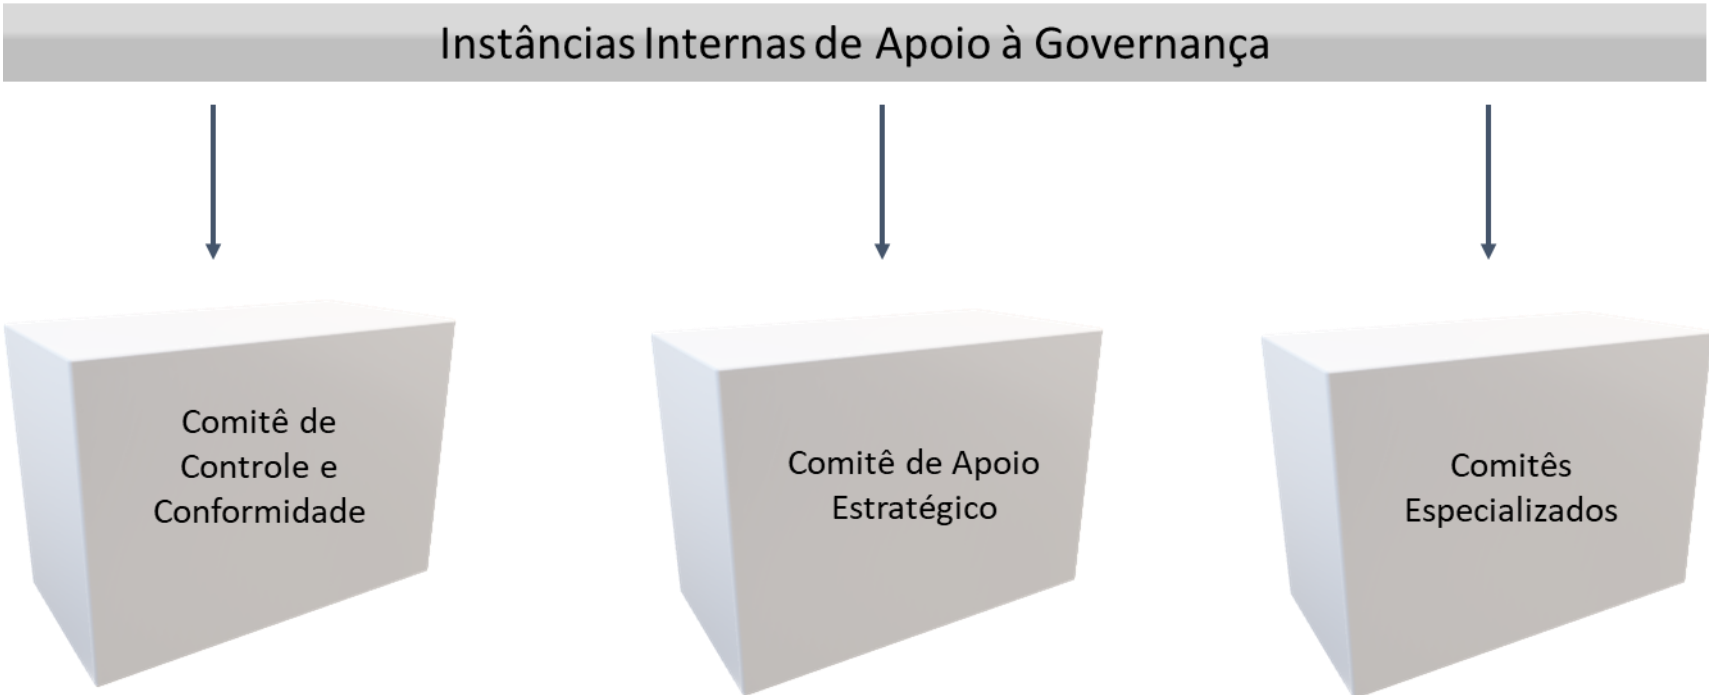 Instâncias Internas de Apoio à Governança
Comitê de
Controle e
Conformidade
Comitê de Apoio
Estratégico
Comitês
Especializados